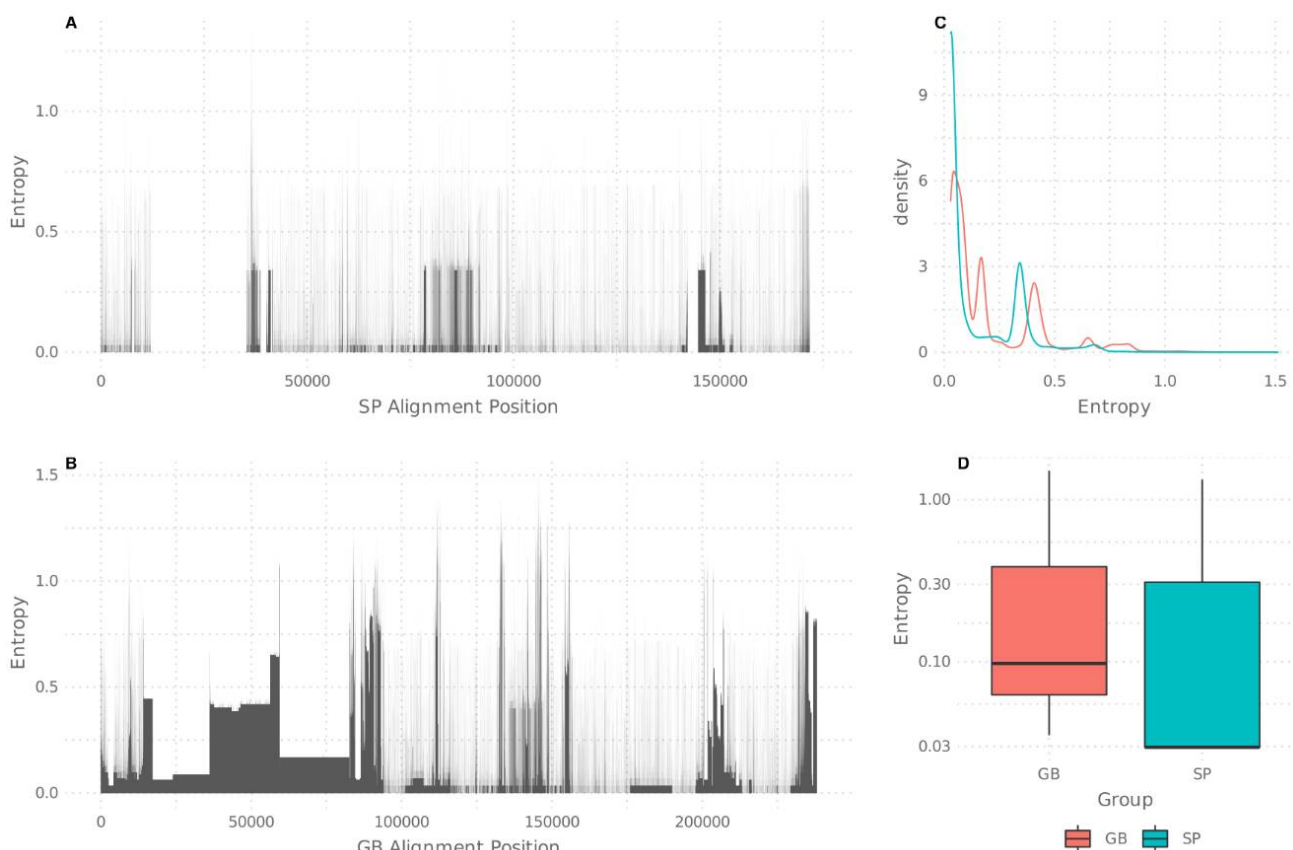 A
Entropy
1.0
0.5
0.0
0 50000 100000 150000
SP Alignment Position
B
Entropy
1.5
1.0
0.5
0.0
0 50000 100000 150000 200000
GB Alignment Position
C
density
9
6
3
0
0.0 0.5 1.0 1.5
Entropy
D
Entropy
1.00
0.30
0.10
0.03
GB SP
Group
GB SP